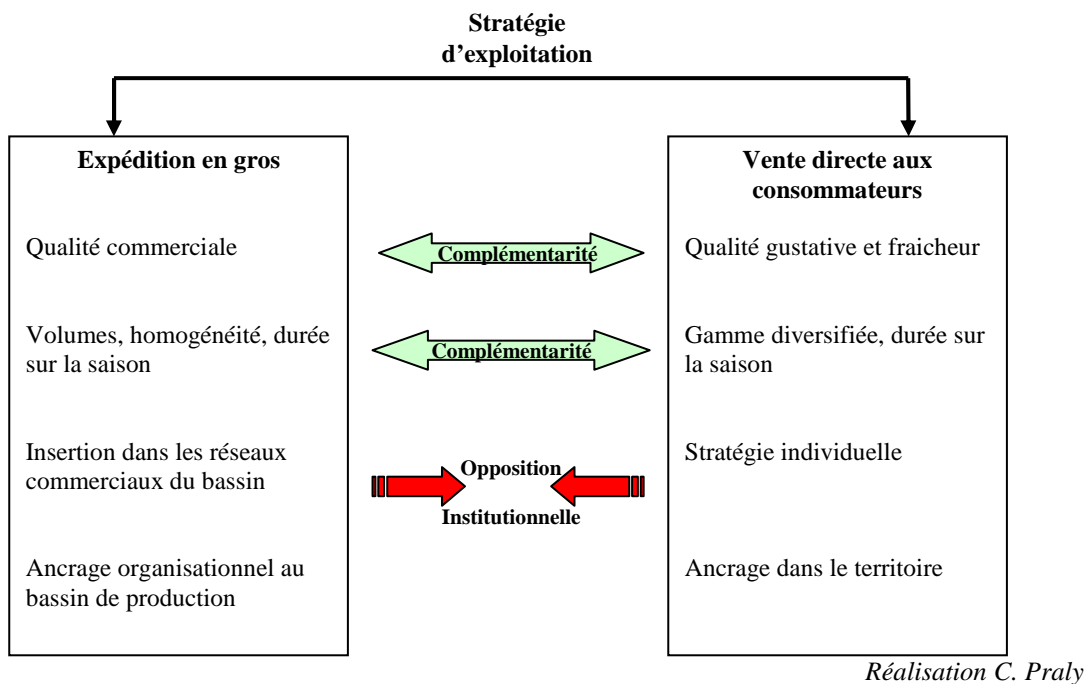 Stratégie
d’exploitation
Expédition en gros
Qualité commerciale
Volumes, homogénéité, durée
sur la saison
Insertion dans les réseaux
commerciaux du bassin
Ancrage organisationnel au
bassin de production
Complémentarité
Complémentarité
Opposition
Institutionnelle
Vente directe aux
consommateurs
Qualité gustative et fraicheur
Gamme diversifiée, durée sur
la saison
Stratégie individuelle
Ancrage dans le territoire
Réalisation C. Praly